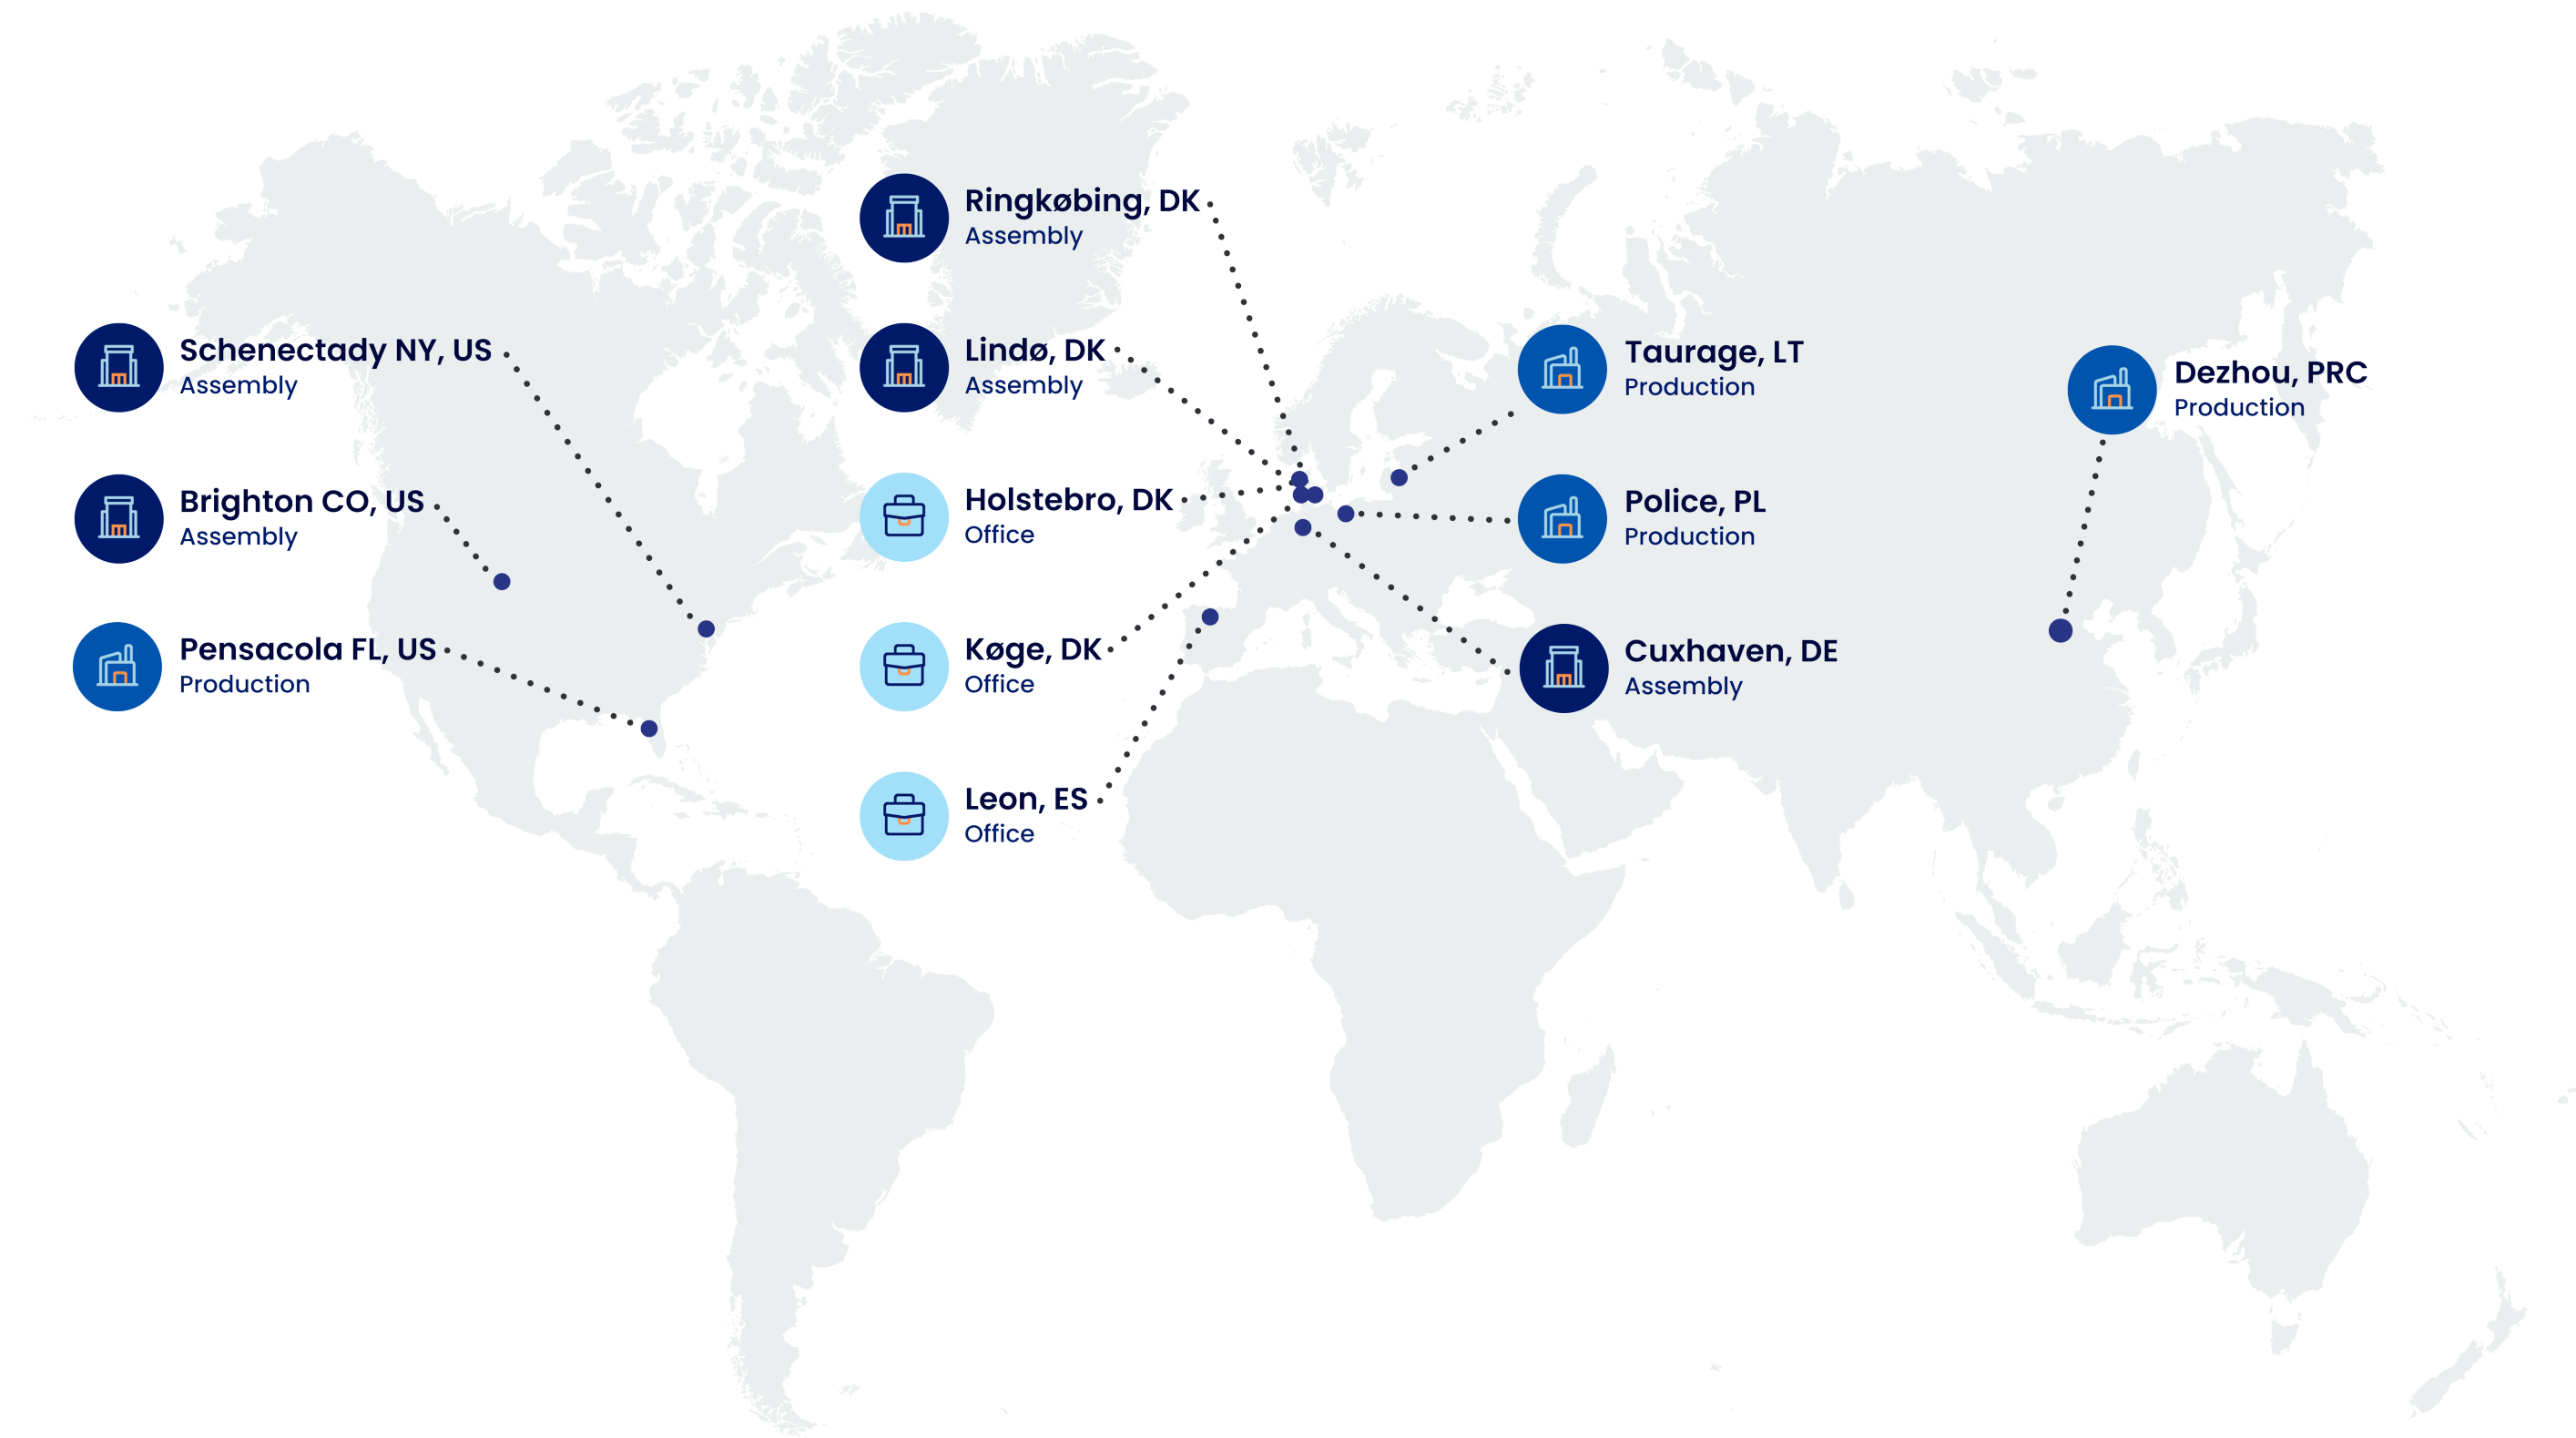 Schenectady NY, US
Assembly
Brighton CO, US
Assembly
Pensacola FL, US
Production
Ringkøbing, DK
Assembly
Lindø, DK
Assembly
Holstebro, DK
Office
Køge, DK
Office
Leon, ES
Office
Taurage, LT
Production
Police, PL
Production
Cuxhaven, DE
Assembly
Dezhou, PRC
Production